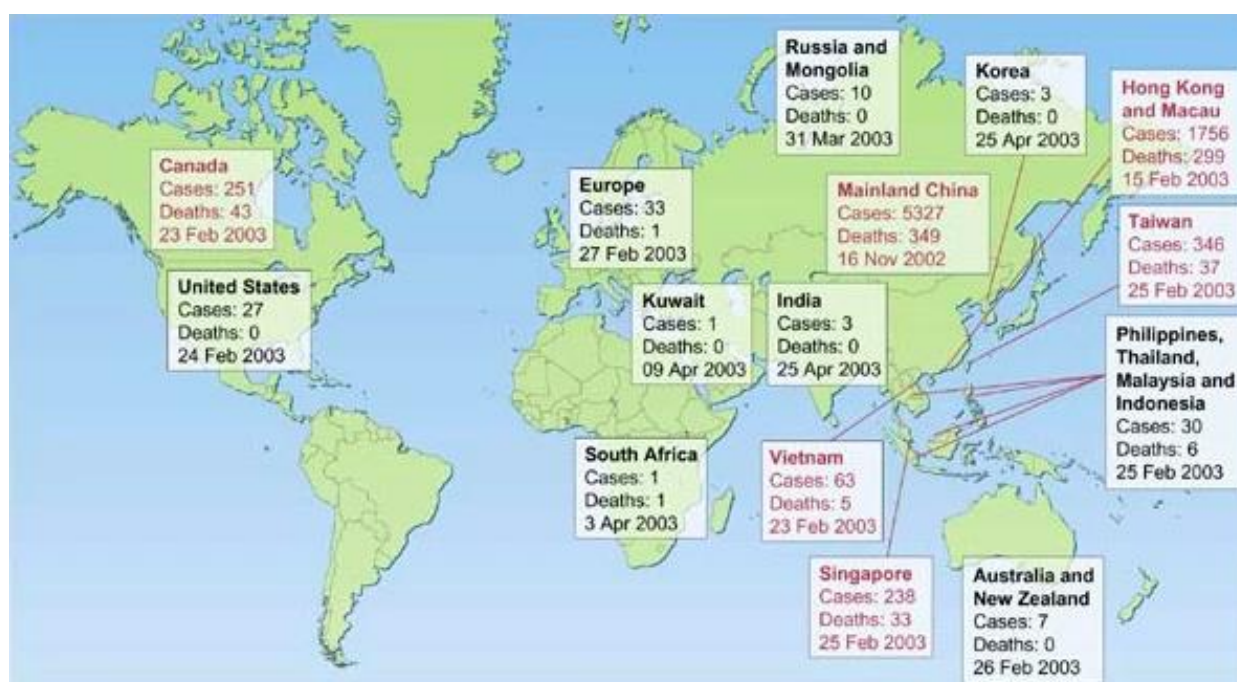 Russia and
Mongolia
Cases: 10
Deaths: 0
31 Mar 2003
Korea
Cases: 3
Deaths: 0
25 Apr 2003
Hong Kong
and Macau
Cases: 1756
Deaths: 299
15 Feb 2003
Canada
Cases: 251
Deaths: 43
23 Feb 2003
Europe
Cases: 33
Deaths: 1
27 Feb 2003
Mainland China
Cases: 5327
Deaths: 349
16 Nov 2002
Taiwan
Cases: 346
Deaths: 37
25 Feb 2003
United States
Cases: 27
Deaths: 0
24 Feb 2003
Kuwait
Cases: 1
Deaths: 0
09 Apr 2003
India
Cases: 3
Deaths: 0
25 Apr 2003
Philippines,
Thailand,
Malaysia and
Indonesia
Cases: 30
Deaths: 6
25 Feb 2003
South Africa
Cases: 1
Deaths: 1
3 Apr 2003
Vietnam
Cases: 63
Deaths: 5
23 Feb 2003
Singapore
Cases: 238
Deaths: 33
25 Feb 2003
Australia and
New Zealand
Cases: 7
Deaths: 0
26 Feb 2003